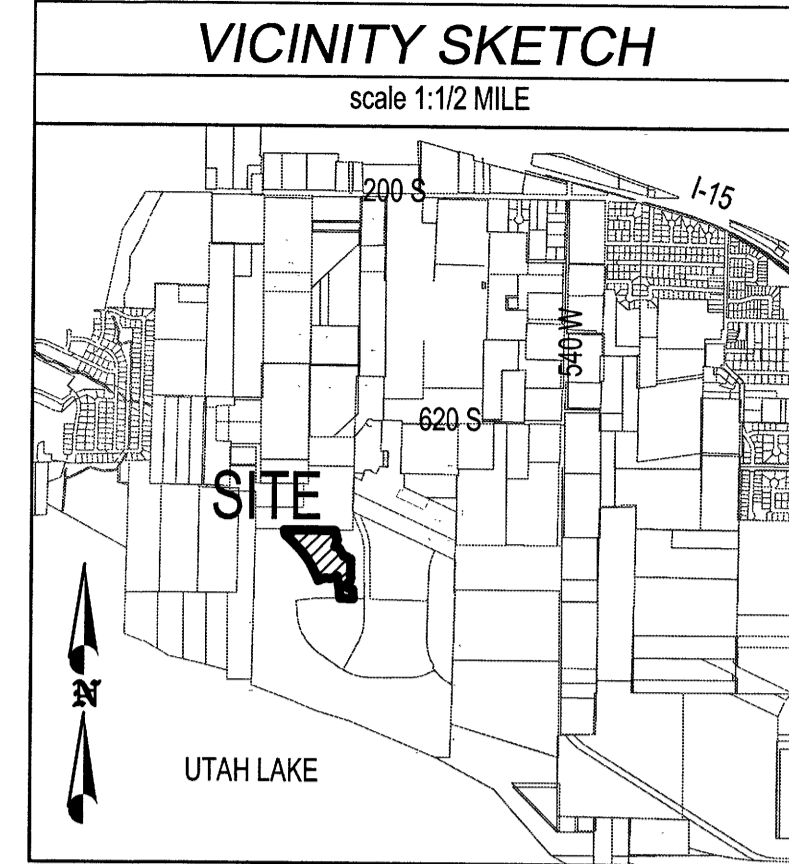 VICINITY SKETCH
scale 1:1/2 MILE
200 S
I-15
540 W
620 S
SITE
N
UTAH LAKE